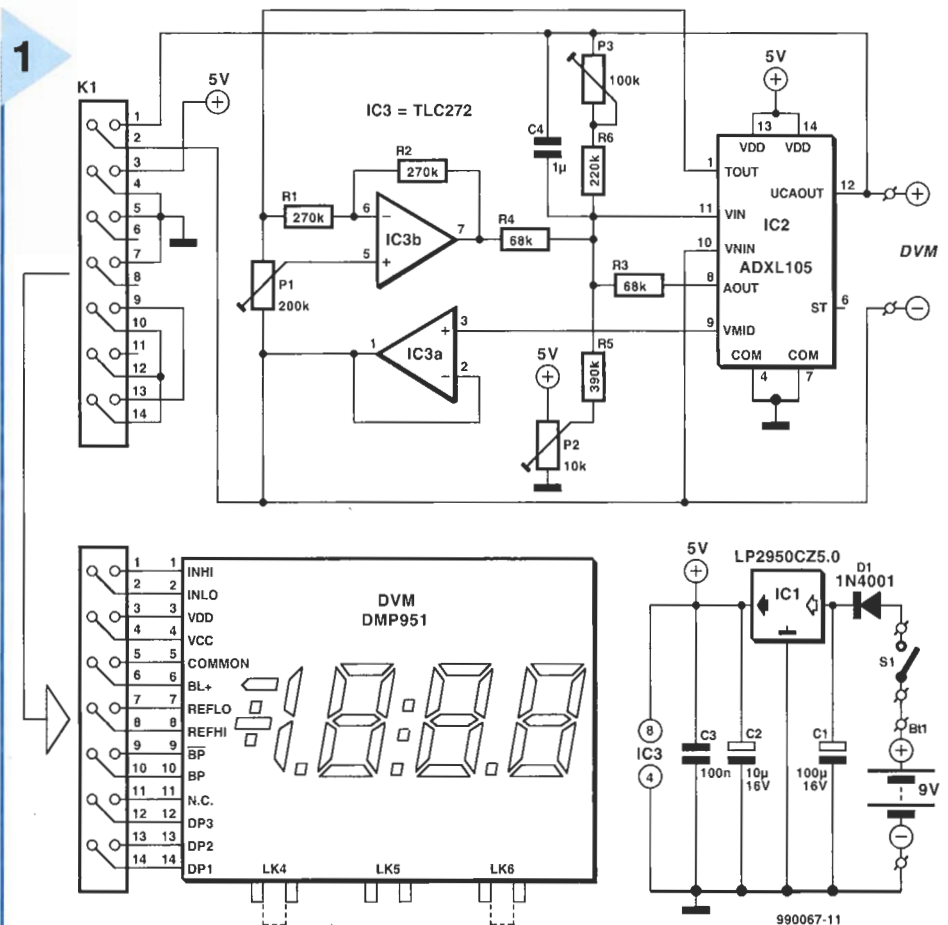 1
K1
1
2
3
4
5
6
7
8
9
10
11
12
13
14
5V
IC3 = TLC272
R1
270k
R2
270k
6
5
7
IC3b
R4
68k
P1
200k
IC3a
1
3
2
C4
1µ
P3
100k
R6
220k
R3
68k
R5
390k
5V
P2
10k
5V
13
14
VDD
VDD
1
TOUT
UCAOUT
12
11
VIN
IC2
10
VNIN
ADXL105
8
AOUT
ST
6
9
VMID
COM
COM
4
7
DVM
1 1 INHI
2 2 INLO
3 3 VDD
4 4 VCC
5 5 COMMON
6 6 BL+
7 7 REFLO
8 8 REFHI
9 9 BP
10 10 BP
11 11 N.C.
12 12 DP3
13 13 DP2
14 14 DP1
DVM
DMP951
LK4
LK5
LK6
5V
LP2950CZ5.0
IC1
D1
1N4001
S1
Bt1
9V
8
IC3
4
C3
100n
C2
10µ
16V
C1
100µ
16V
990067-11